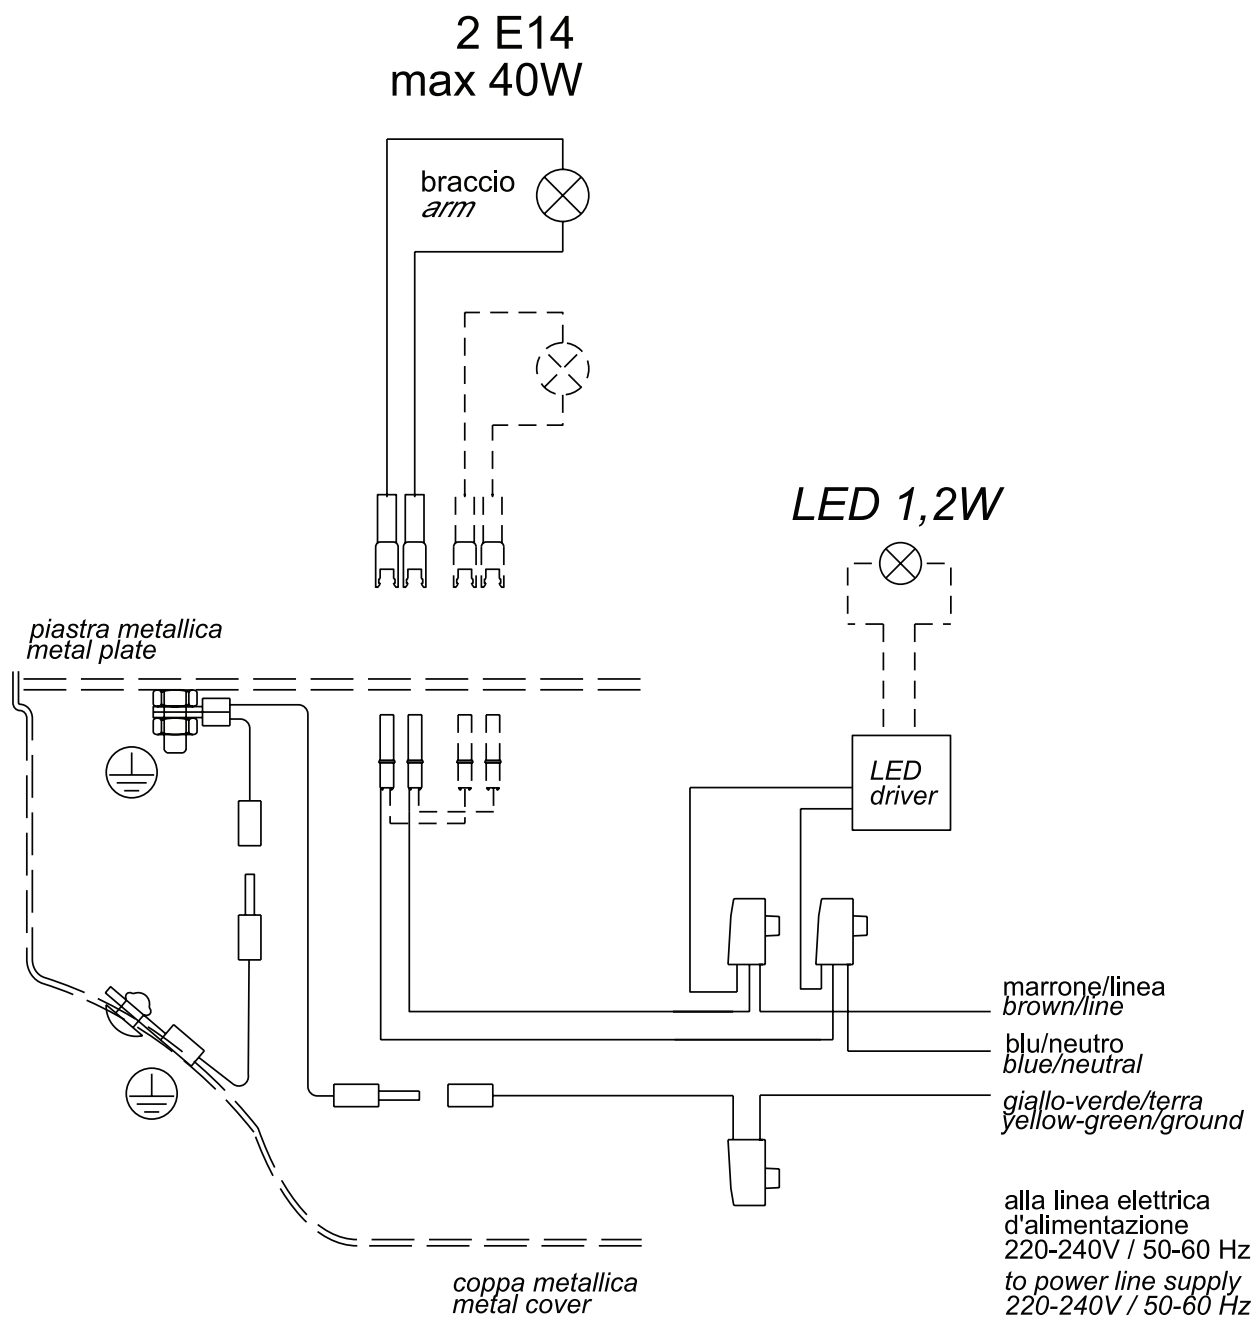 2 E14
max 40W
braccio
arm
LED 1,2W
piastra metallica
metal plate
LED
driver
marrone/linea
brown/line
blu/neutro
blue/neutral
giallo-verde/terra
yellow-green/ground
alla linea elettrica
d'alimentazione
220-240V / 50-60 Hz
to power line supply
220-240V / 50-60 Hz
coppa metallica
metal cover